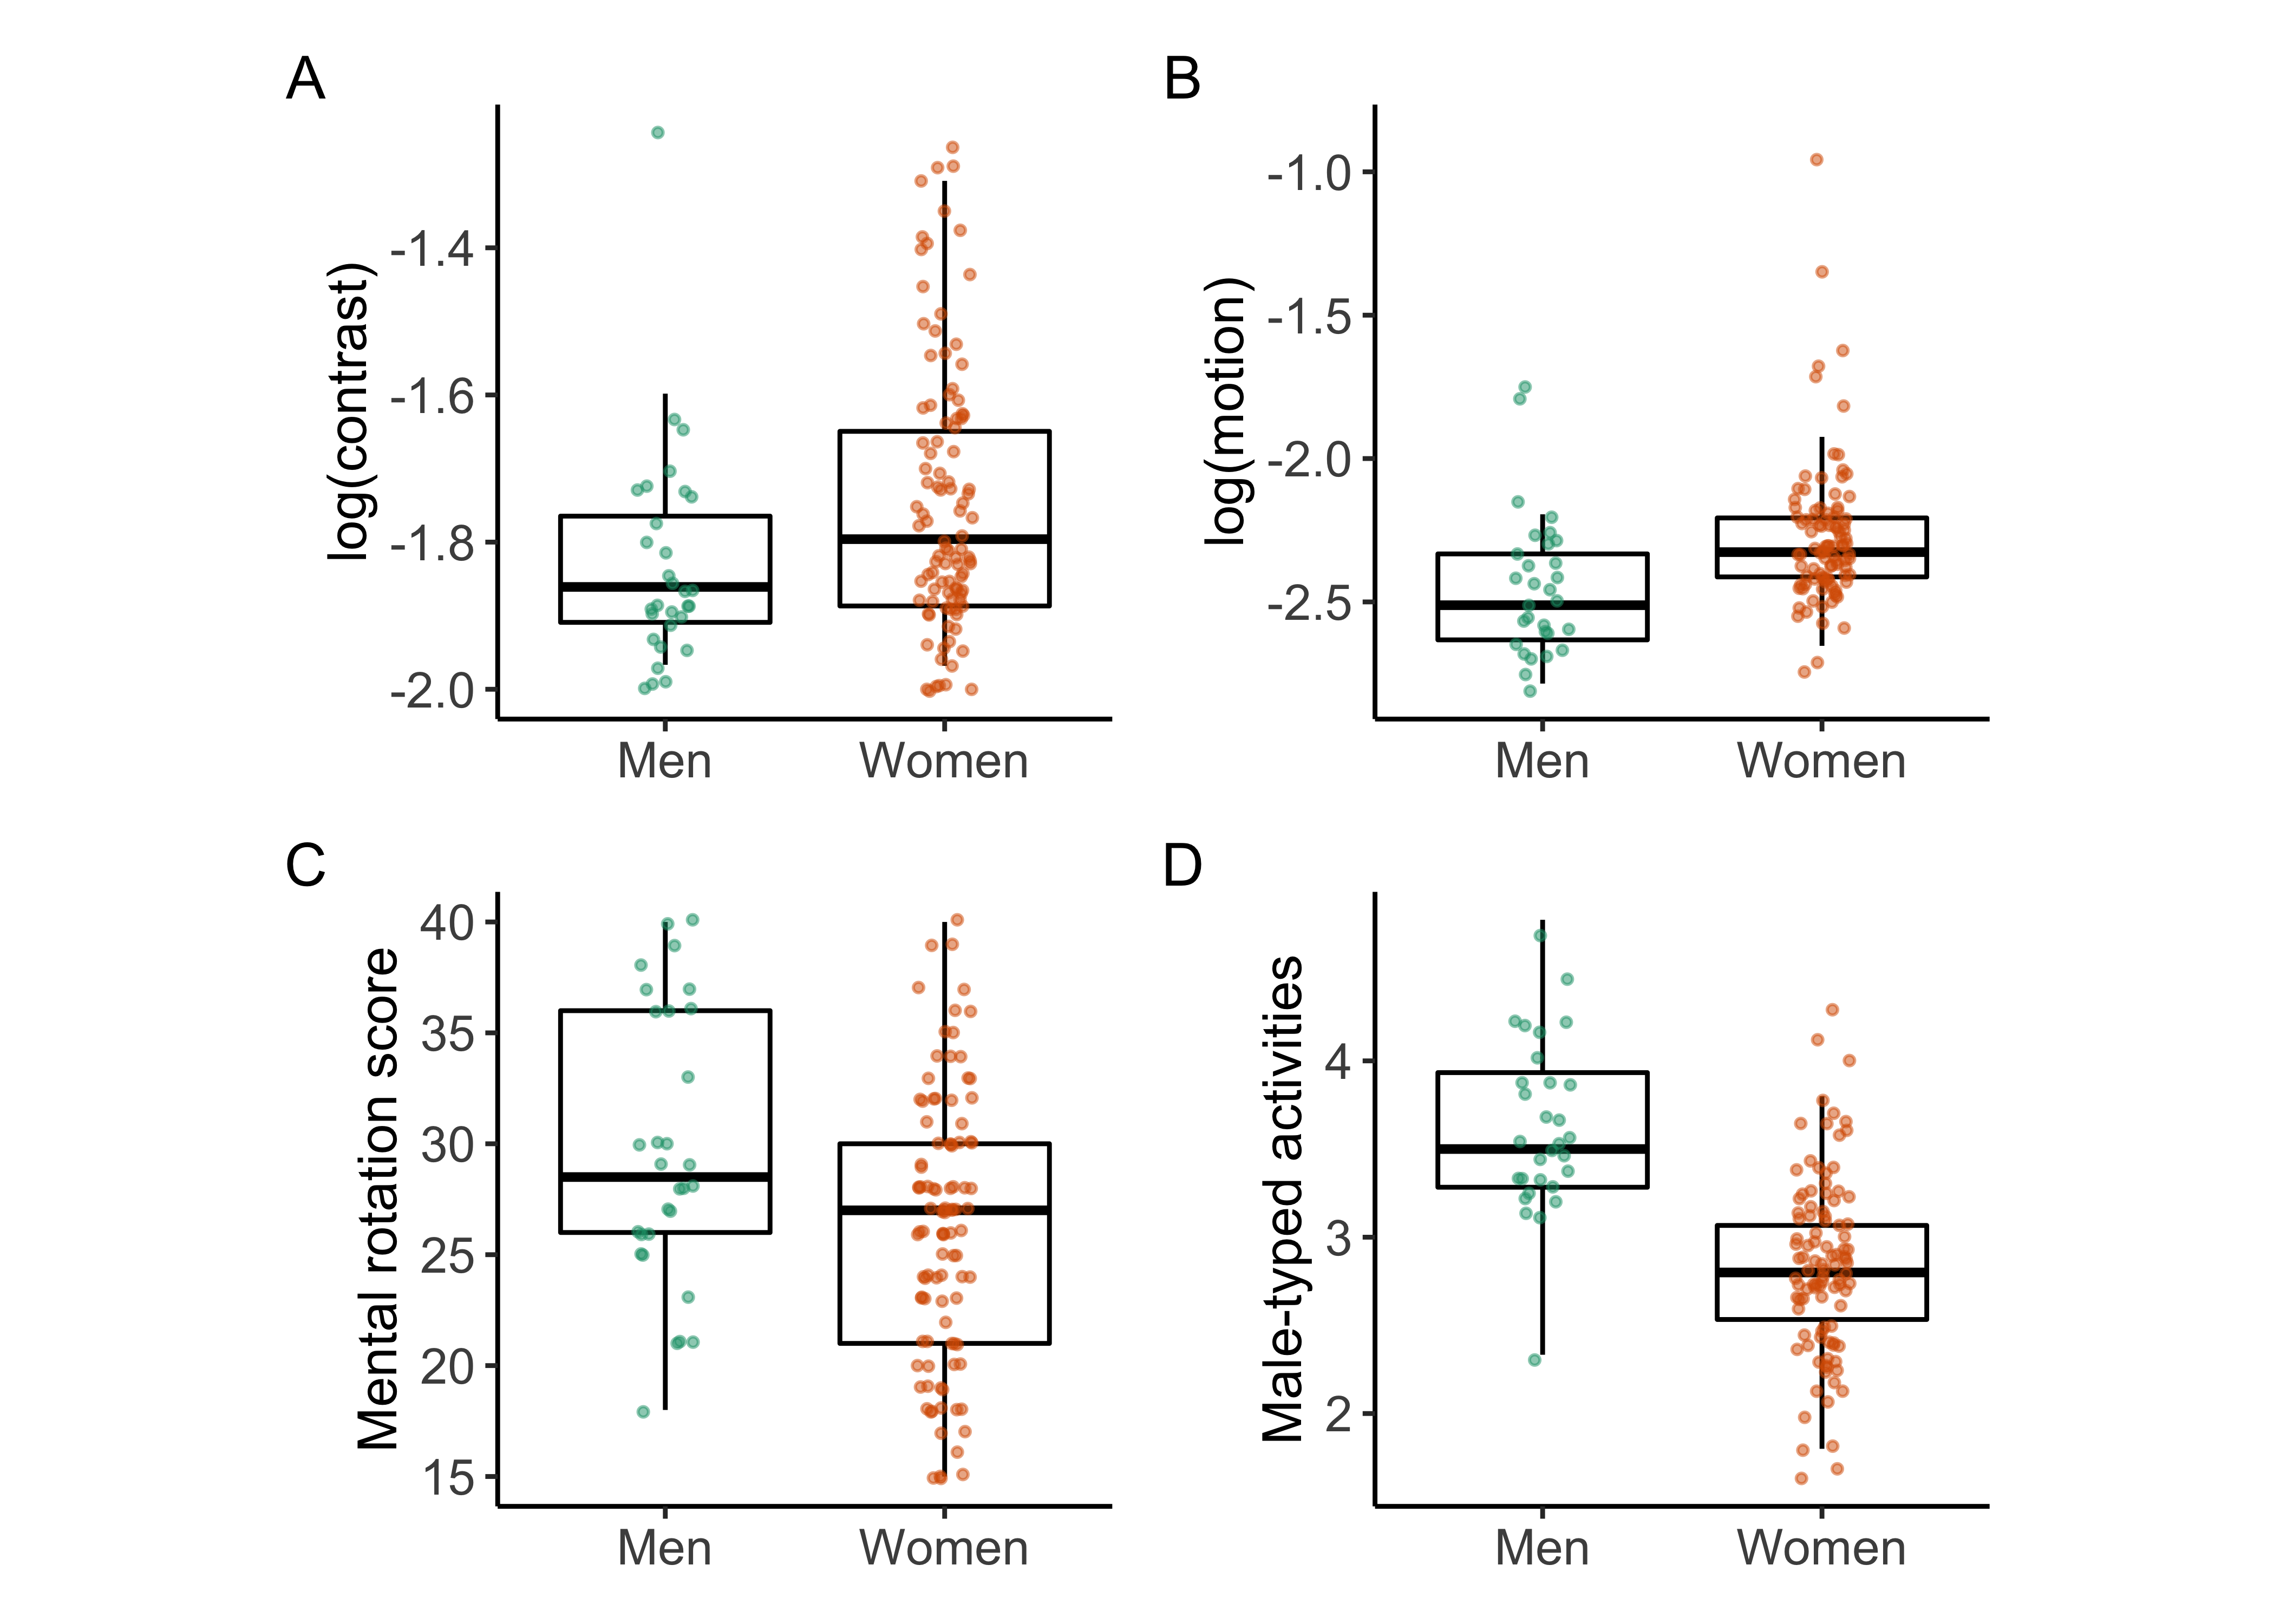 A
log(contrast)
-1.4
-1.6
-1.8
-2.0
Men Women
B
log(motion)
-1.0
-1.5
-2.0
-2.5
Men Women
C
Mental rotation score
40
35
30
25
20
15
Men Women
D
Male-typed activities
4
3
2
Men Women